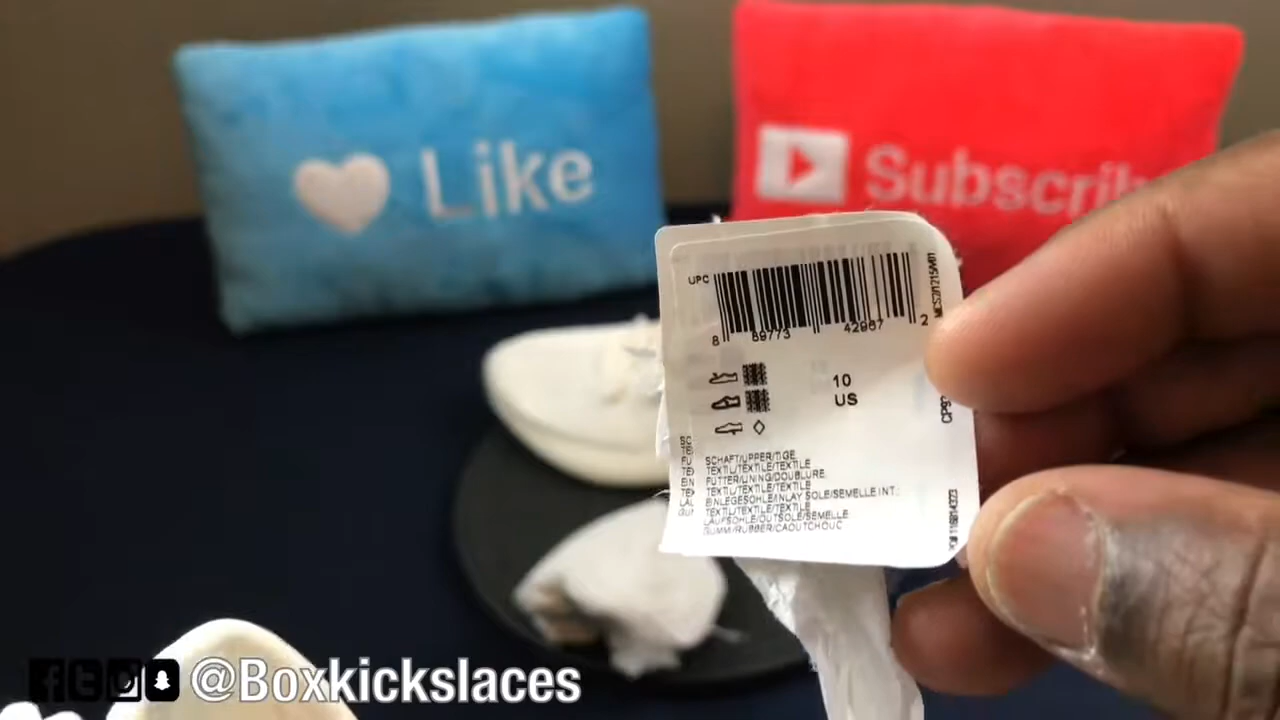 Like
Subscrib
UPC
8 89773 42967 2
10
US
SCHAFT/UPPER/TIGE
TEXTIL/TEXTILE/TEXTILE
FUTTER/LINING/DOUBLURE
TEXTIL/TEXTILE/TEXTILE
EINLEGESOHLE/INLAY SOLE/SEMELLE INT.:
TEXTIL/TEXTILE/TEXTILE
LAUFSOHLE/OUTSOLE/SEMELLE
GUMMI/RUBBER/CAOUTCHOUC
@Boxkickslaces